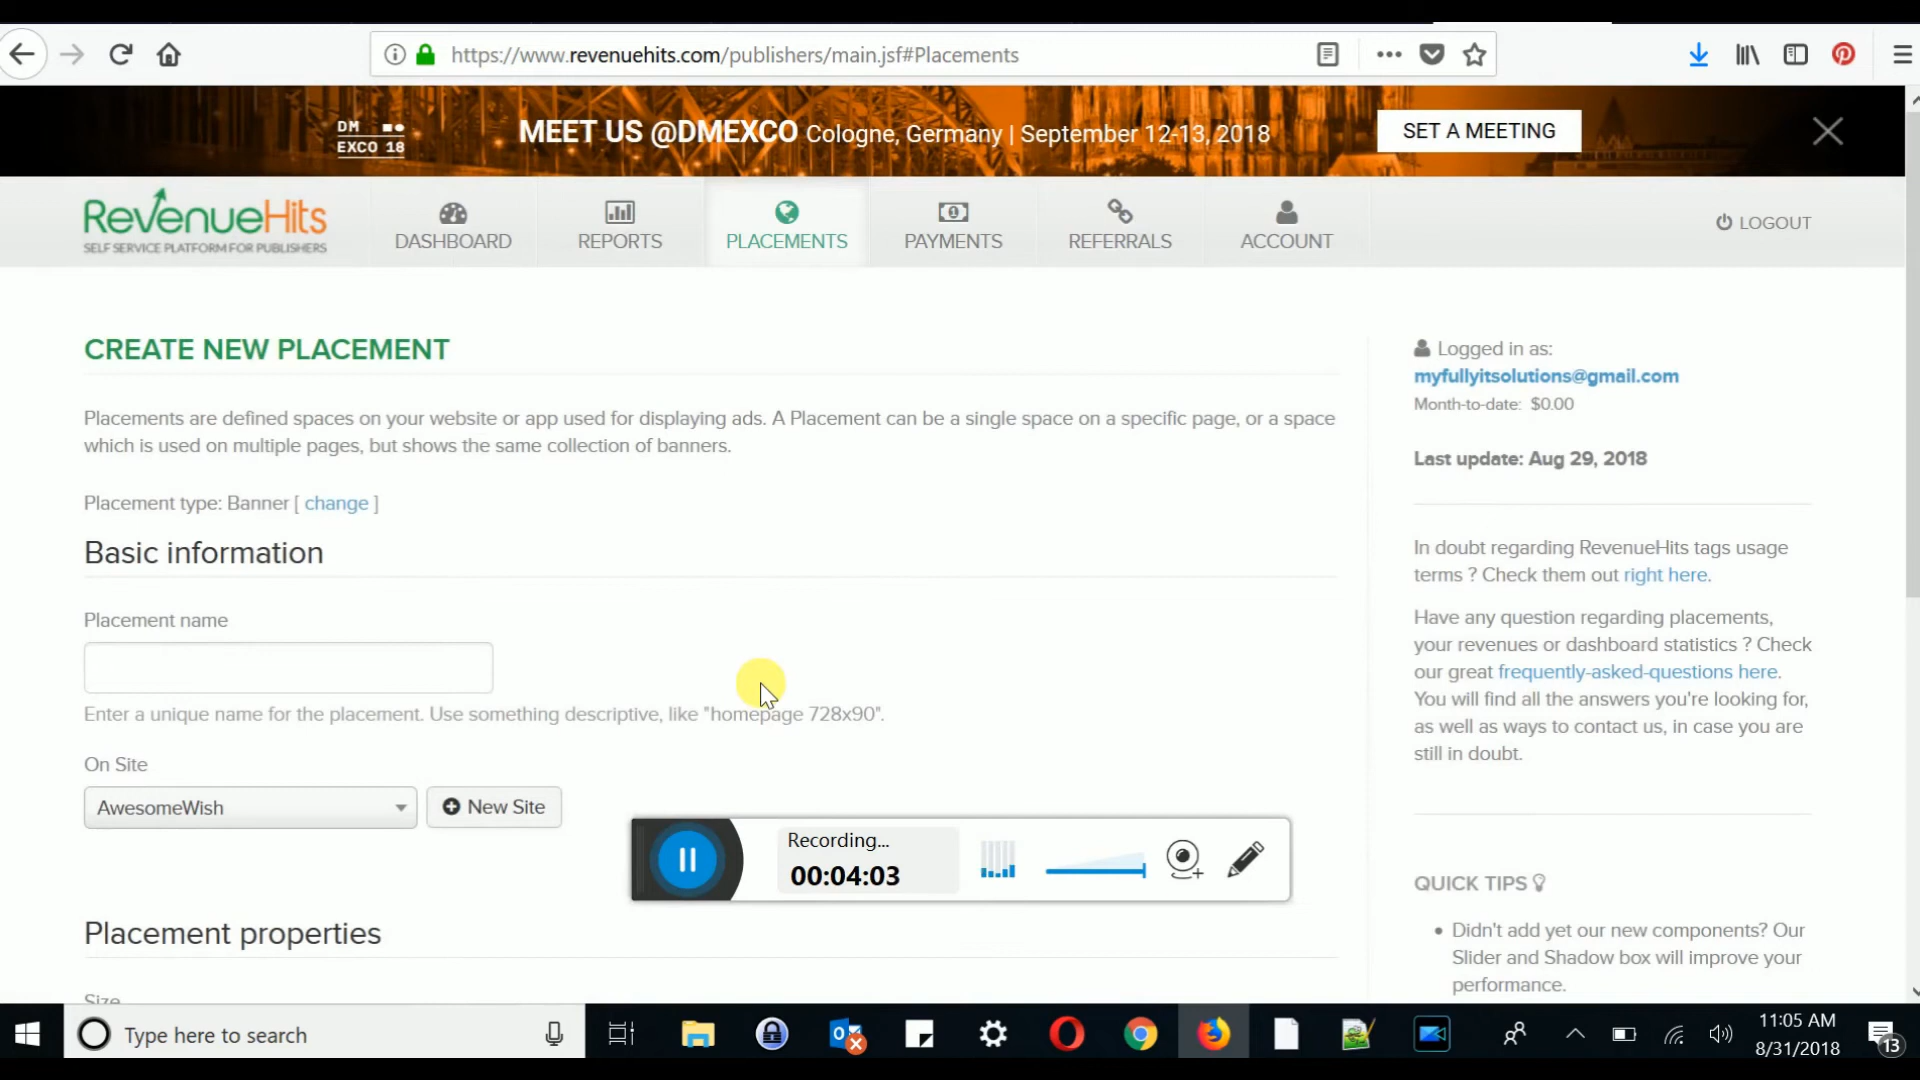 https://www.revenuehits.com/publishers/main.jsf#Placements
DM
EXCO 18
MEET US @DMEXCO Cologne, Germany | September 12-13, 2018
SET A MEETING
RevenueHits
SELF SERVICE PLATFORM FOR PUBLISHERS
DASHBOARD
REPORTS
PLACEMENTS
PAYMENTS
REFERRALS
ACCOUNT
LOGOUT
CREATE NEW PLACEMENT
Placements are defined spaces on your website or app used for displaying ads. A Placement can be a single space on a specific page, or a space
which is used on multiple pages, but shows the same collection of banners.
Placement type: Banner [ change ]
Basic information
Placement name
Enter a unique name for the placement. Use something descriptive, like "homepage 728x90".
On Site
AwesomeWish
New Site
Placement properties
Size
Logged in as:
myfullyitsolutions@gmail.com
Month-to-date: $0.00
Last update: Aug 29, 2018
In doubt regarding RevenueHits tags usage
terms ? Check them out right here.
Have any question regarding placements,
your revenues or dashboard statistics ? Check
our great frequently-asked-questions here.
You will find all the answers you're looking for,
as well as ways to contact us, in case you are
still in doubt.
QUICK TIPS
• Didn't add yet our new components? Our
Slider and Shadow box will improve your
performance.
Recording...
00:04:03
Type here to search
11:05 AM
8/31/2018
13